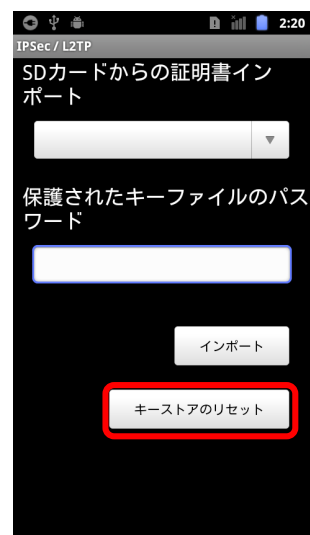 2:20
IPSec / L2TP
SDカードからの証明書イン
ポート
保護されたキーファイルのパス
ワード
インポート
キーストアのリセット